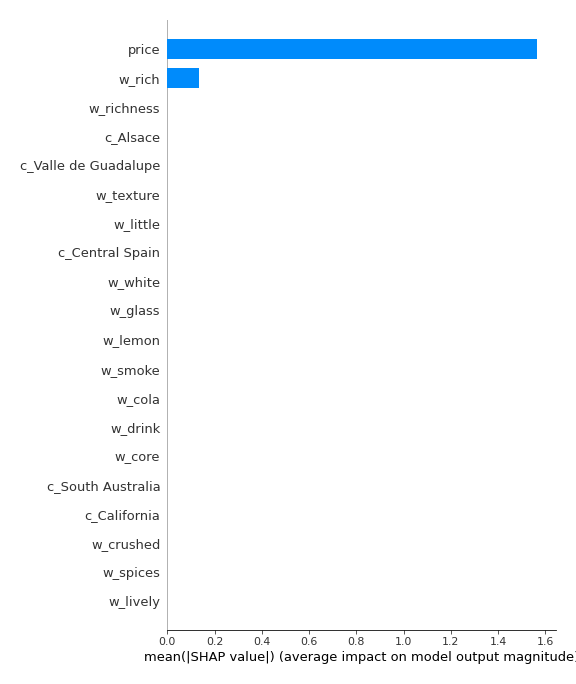 price
w_rich
w_richness
c_Alsace
c_Valle de Guadalupe
w_texture
w_little
c_Central Spain
w_white
w_glass
w_lemon
w_smoke
w_cola
w_drink
w_core
c_South Australia
c_California
w_crushed
w_spices
w_lively
0.0 0.2 0.4 0.6 0.8 1.0 1.2 1.4 1.6
mean(|SHAP value|) (average impact on model output magnitude)